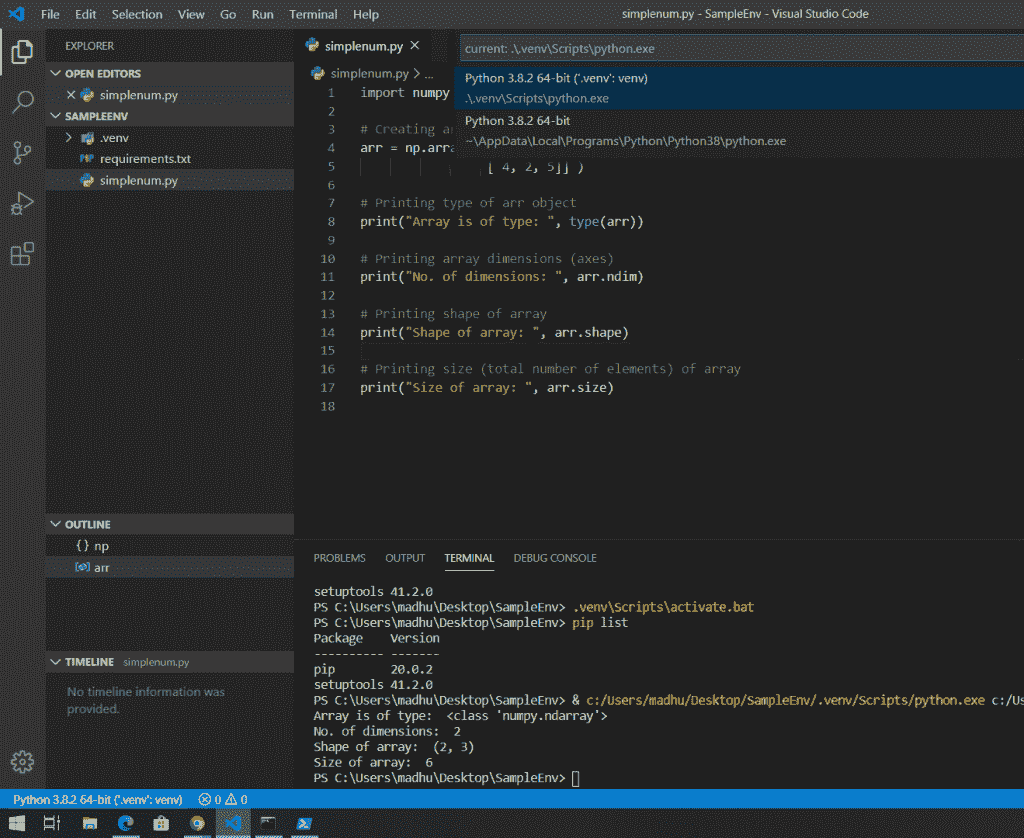 File Edit Selection View Go Run Terminal Help
simplenum.py - SampleEnv - Visual Studio Code
EXPLORER
OPEN EDITORS
simplenum.py
SAMPLEENV
.venv
requirements.txt
simplenum.py
OUTLINE
{} np
arr
TIMELINE simplenum.py
No timeline information was
provided.
simplenum.py
simplenum.py > ...
current: .\.venv\Scripts\python.exe
Python 3.8.2 64-bit ('.venv': venv)
.\.venv\Scripts\python.exe
Python 3.8.2 64-bit
~\AppData\Local\Programs\Python\Python38\python.exe
1 import numpy
2
3 # Creating
4 arr = np.arr
5 [ 4, 2, 5]] )
6
7 # Printing type of arr object
8 print("Array is of type: ", type(arr))
9
10 # Printing array dimensions (axes)
11 print("No. of dimensions: ", arr.ndim)
12
13 # Printing shape of array
14 print("Shape of array: ", arr.shape)
15
16 # Printing size (total number of elements) of array
17 print("Size of array: ", arr.size)
18
PROBLEMS OUTPUT TERMINAL DEBUG CONSOLE
setuptools 41.2.0
PS C:\Users\madhu\Desktop\SampleEnv> .venv\Scripts\activate.bat
PS C:\Users\madhu\Desktop\SampleEnv> pip list
Package Version
---------- -------
pip 20.0.2
setuptools 41.2.0
PS C:\Users\madhu\Desktop\SampleEnv> & c:/Users/madhu/Desktop/SampleEnv/.venv/Scripts/python.exe c:/Us
Array is of type: <class 'numpy.ndarray'>
No. of dimensions: 2
Shape of array: (2, 3)
Size of array: 6
PS C:\Users\madhu\Desktop\SampleEnv>
Python 3.8.2 64-bit ('.venv': venv) 0 0